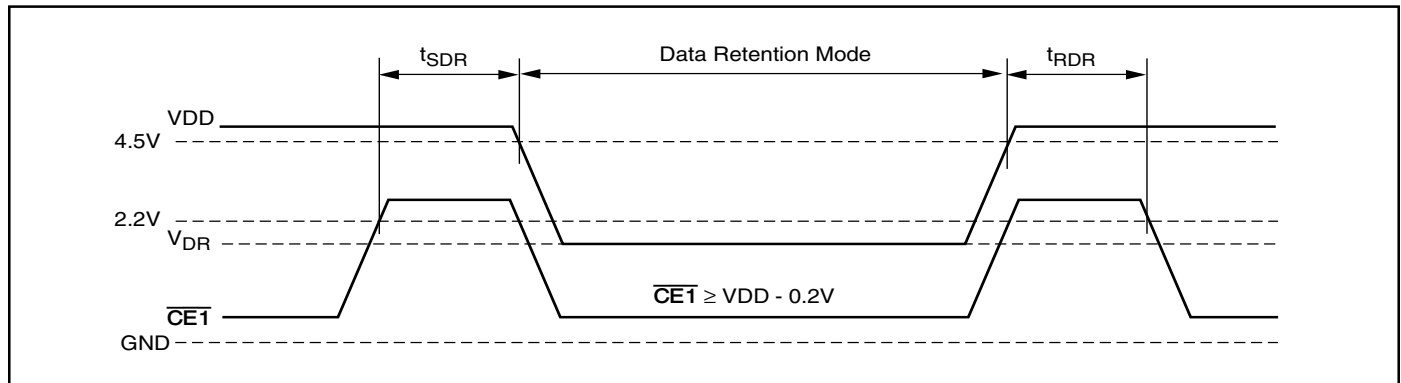 tSDR Data Retention Mode tRDR
VDD
4.5V
2.2V
VDR
CE1 ≥ VDD - 0.2V
CE1
GND